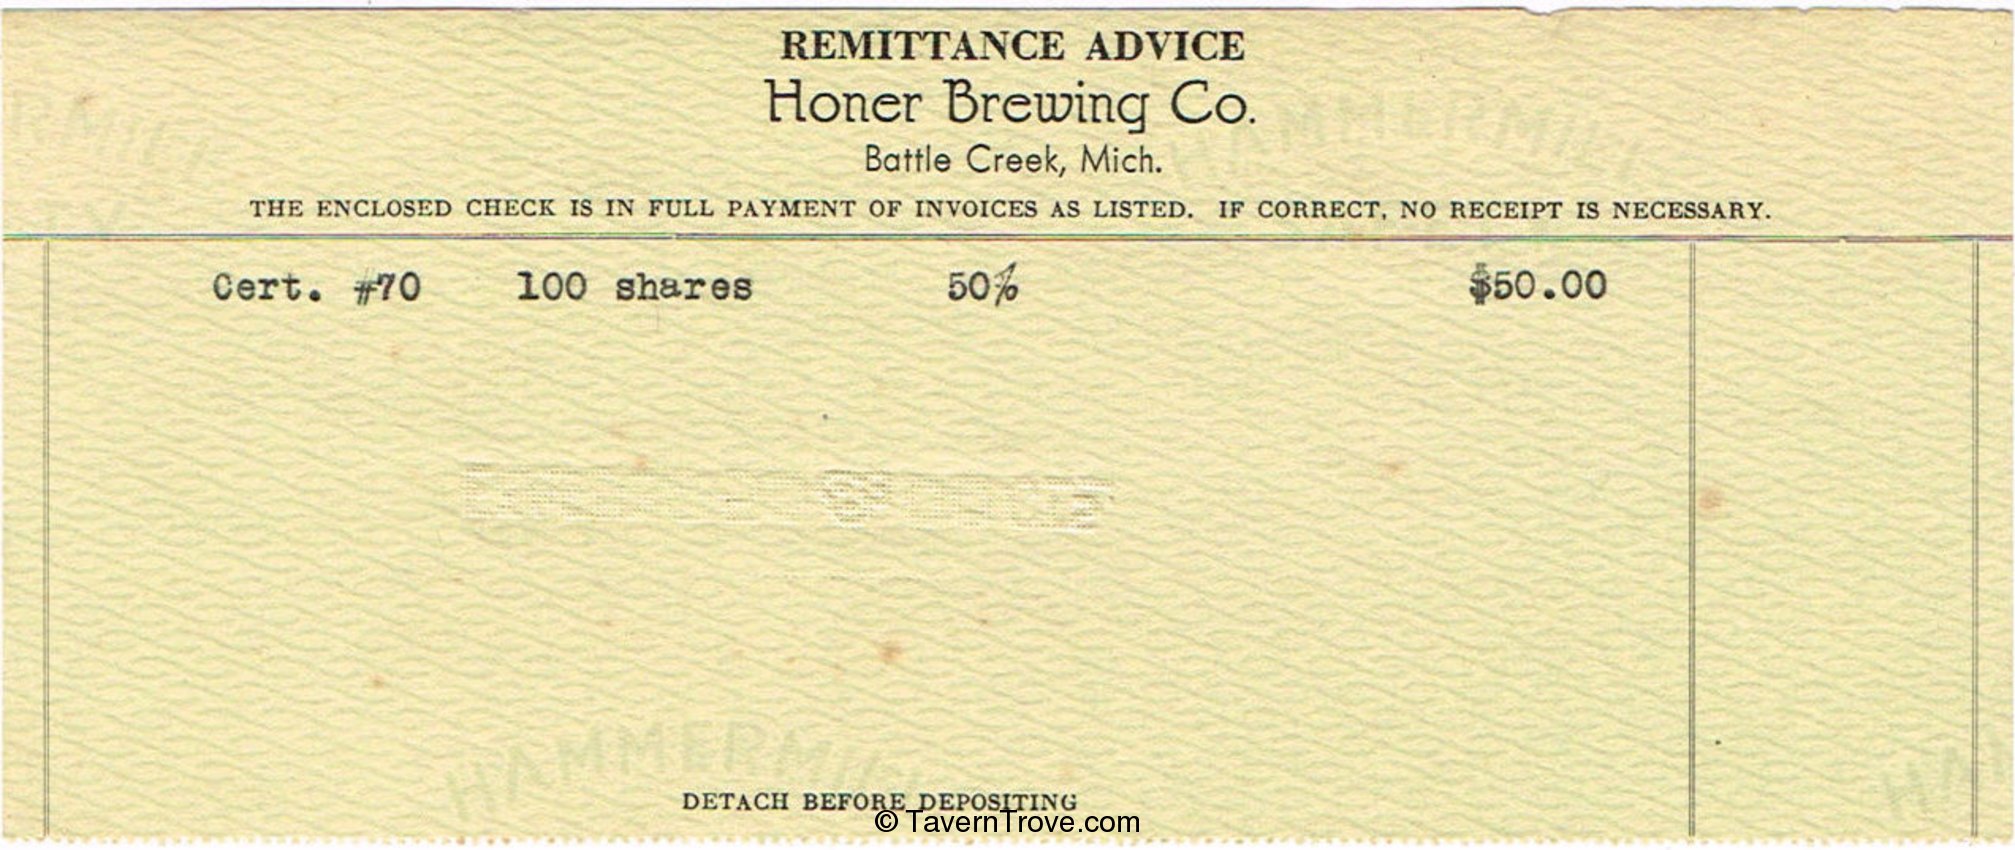 REMITTANCE ADVICE
Honer Brewing Co.
Battle Creek, Mich.
THE ENCLOSED CHECK IS IN FULL PAYMENT OF INVOICES AS LISTED. IF CORRECT, NO RECEIPT IS NECESSARY.
Cert. #70 100 shares 50% $50.00
HAMMERMILL
DETACH BEFORE DEPOSITING
© TavernTrove.com